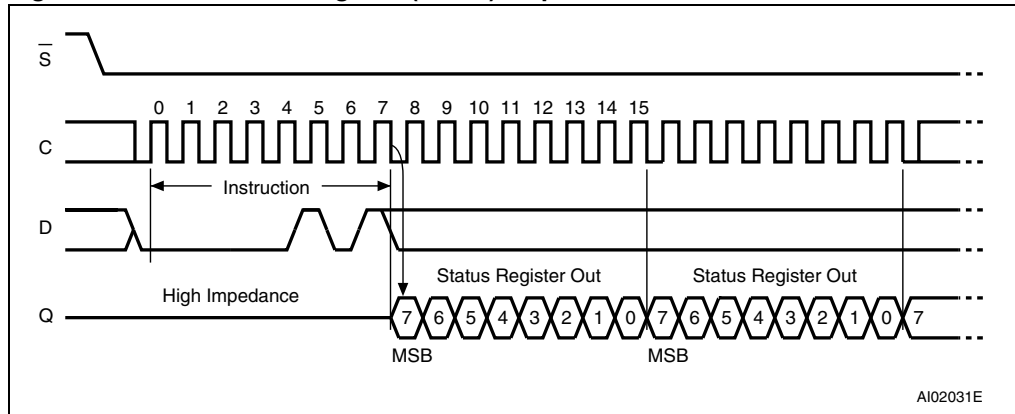 S
0 1 2 3 4 5 6 7 8 9 10 11 12 13 14 15
C
Instruction
D
Status Register Out Status Register Out
High Impedance
Q 7 6 5 4 3 2 1 0 7 6 5 4 3 2 1 0 7
MSB MSB
AI02031E